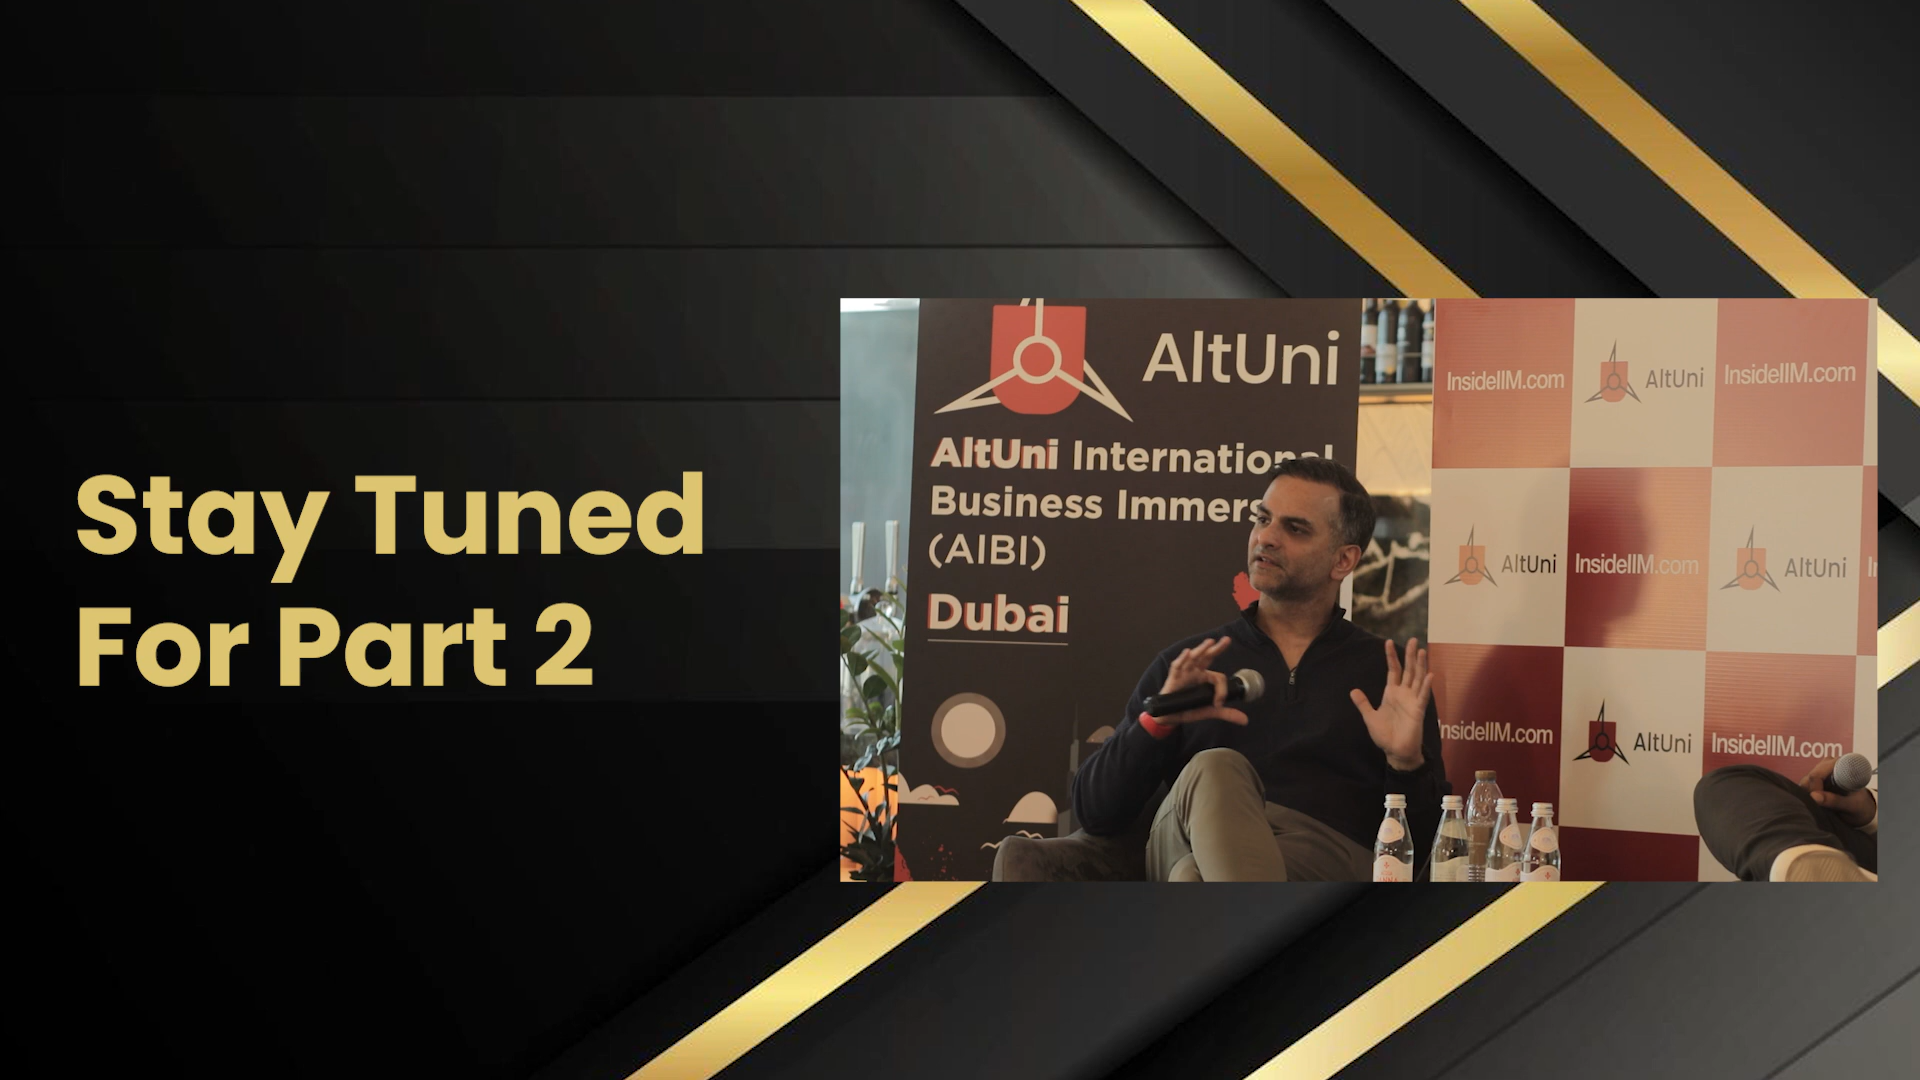 Stay Tuned
For Part 2
AltUni
AltUni International
Business Immers
(AIBI)
Dubai
InsideIIM.com
AltUni
InsideIIM.com
AltUni
InsideIIM.com
AltUni
nsideIIM.com
AltUni
InsideIIM.com